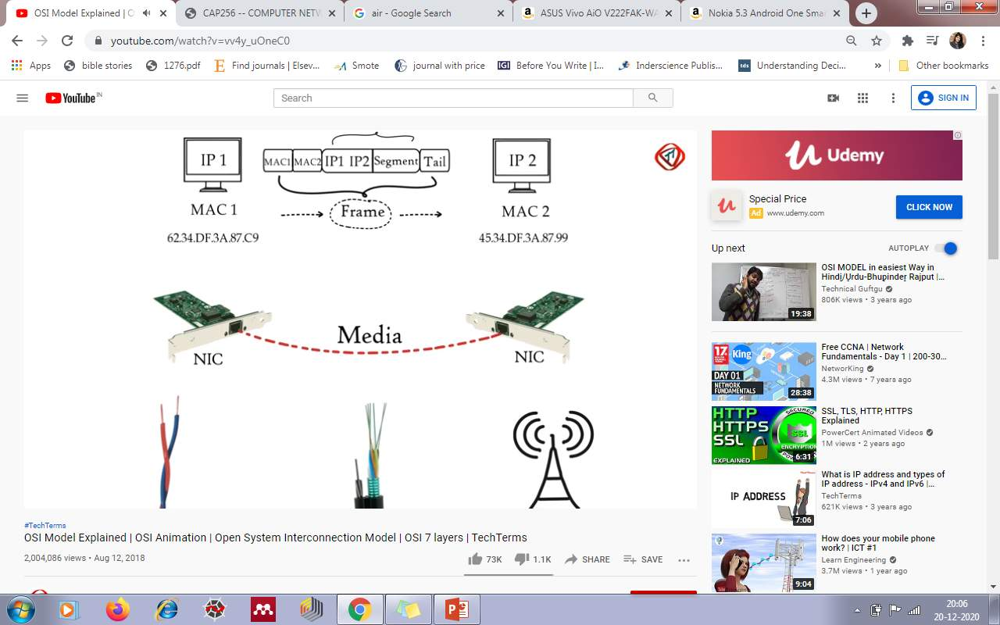 OSI Model Explained | O
CAP256 -- COMPUTER NETW
air - Google Search
ASUS Vivo AiO V222FAK-WA
Nokia 5.3 Android One Smar
youtube.com/watch?v=vv4y_uOneC0
Apps
bible stories
1276.pdf
Find journals | Elsev...
Smote
journal with price
IGI
Before You Write | I...
Inderscience Publis...
tds
Understanding Deci...
»
Other bookmarks
YouTube IN
Search
SIGN IN
IP 1
MAC1 MAC2 IP1 IP2 Segment Tail
IP 2
MAC 1
Frame
MAC 2
62.34.DF.3A.87.C9
45.34.DF.3A.87.99
Media
NIC
NIC
#TechTerms
OSI Model Explained | OSI Animation | Open System Interconnection Model | OSI 7 layers | TechTerms
2,004,086 views • Aug 12, 2018
73K
1.1K
SHARE
SAVE
Udemy
Special Price
Ad www.udemy.com
CLICK NOW
Up next
AUTOPLAY
19:38
OSI MODEL in easiest Way in
Hindi/Urdu-Bhupinder Rajput |...
Technical Guftgu
806K views • 3 years ago
17
King
DAY 01
NETWORK
FUNDAMENTALS
28:38
Free CCNA | Network
Fundamentals - Day 1 | 200-30...
NetworKing
4.3M views • 7 years ago
HTTP
HTTPS
SSL
EXPLAINED
SECURED
SSL
ENCRYPTION
6:31
SSL, TLS, HTTP, HTTPS
Explained
PowerCert Animated Videos
1M views • 2 years ago
IP ADDRESS
7:06
What is IP address and types of
IP address - IPv4 and IPv6 |...
TechTerms
621K views • 3 years ago
9:04
How does your mobile phone
work? | ICT #1
Learn Engineering
3.7M views • 1 year ago
20:06
20-12-2020